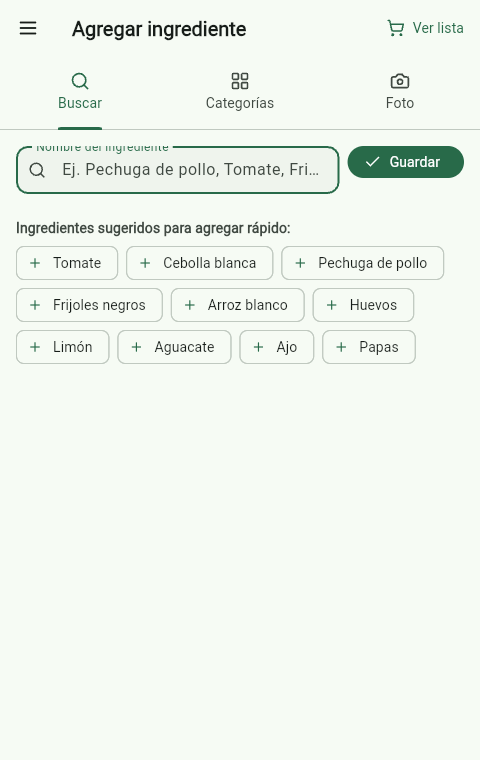 Agregar ingrediente
Ver lista
Buscar
Categorías
Foto
Nombre del ingrediente
Ej. Pechuga de pollo, Tomate, Fri...
Guardar
Ingredientes sugeridos para agregar rápido:
Tomate
Cebolla blanca
Pechuga de pollo
Frijoles negros
Arroz blanco
Huevos
Limón
Aguacate
Ajo
Papas